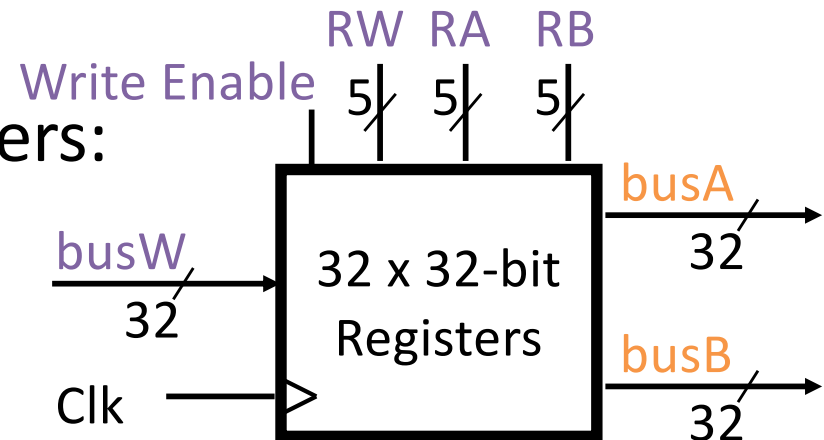 RW RA RB
Write Enable 5 5 5
ers:
busA
busW 32 x 32-bit 32
32 Registers
busB
Clk 32